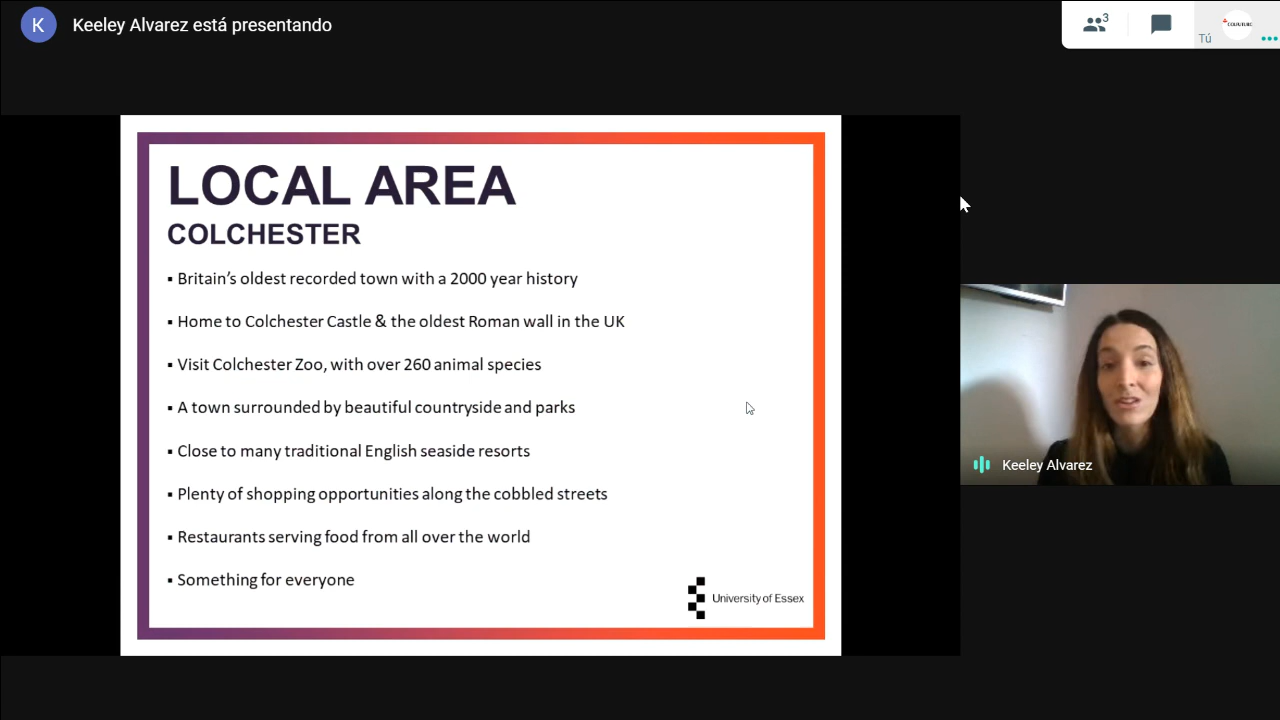 K
Keeley Alvarez está presentando
3
Tú
LOCAL AREA
COLCHESTER
▪ Britain’s oldest recorded town with a 2000 year history
▪ Home to Colchester Castle & the oldest Roman wall in the UK
▪ Visit Colchester Zoo, with over 260 animal species
▪ A town surrounded by beautiful countryside and parks
▪ Close to many traditional English seaside resorts
▪ Plenty of shopping opportunities along the cobbled streets
▪ Restaurants serving food from all over the world
▪ Something for everyone
University of Essex
Keeley Alvarez